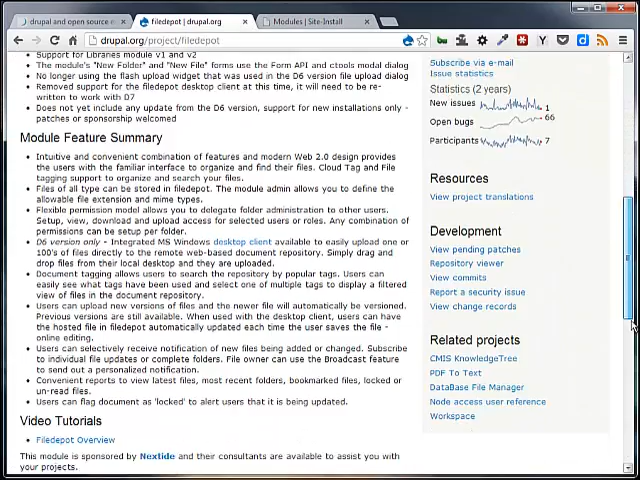 drupal and open source m
filedepot | drupal.org
Modules | Site-Install
drupal.org/project/filedepot
Support for Libraries module v1 and v2
The module's "New Folder" and "New File" forms use the Form API and ctools modal dialog
No longer using the flash upload widget that was used in the D6 version file upload dialog
Removed support for the filedepot desktop client at this time, it will need to be re-
written to work with D7
Does not yet include any update from the D6 version, support for new installations only -
patches or sponsorship welcomed
Module Feature Summary
Intuitive and convenient combination of features and modern Web 2.0 design provides
the users with the familiar interface to organize and find their files. Cloud Tag and File
tagging support to organize and search your files.
Files of all type can be stored in filedepot. The module admin allows you to define the
allowable file extension and mime types.
Flexible permission model allows you to delegate folder administration to other users.
Setup, view, download and upload access for selected users or roles. Any combination of
permissions can be setup per folder.
D6 version only - Integrated MS Windows desktop client available to easily upload one or
100's of files directly to the remote web-based document repository. Simply drag and
drop files from their local desktop and they are uploaded.
Document tagging allows users to search the repository by popular tags. Users can
easily see what tags have been used and select one of multiple tags to display a filtered
view of files in the document repository.
Users can upload new versions of files and the newer file will automatically be versioned.
Previous versions are still available. When used with the desktop client, users can have
the hosted file in filedepot automatically updated each time the user saves the file -
online editing.
Users can selectively receive notification of new files being added or changed. Subscribe
to individual file updates or complete folders. File owner can use the Broadcast feature
to send out a personalized notification.
Convenient reports to view latest files, most recent folders, bookmarked files, locked or
un-read files.
Users can flag document as 'locked' to alert users that it is being updated.
Video Tutorials
Filedepot Overview
This module is sponsored by Nextide and their consultants are available to assist you with
your projects.
Subscribe via e-mail
Issue statistics
Statistics (2 years)
New issues 1
Open bugs 66
Participants 7
Resources
View project translations
Development
View pending patches
Repository viewer
View commits
Report a security issue
View change records
Related projects
CMIS KnowledgeTree
PDF To Text
DataBase File Manager
Node access user reference
Workspace